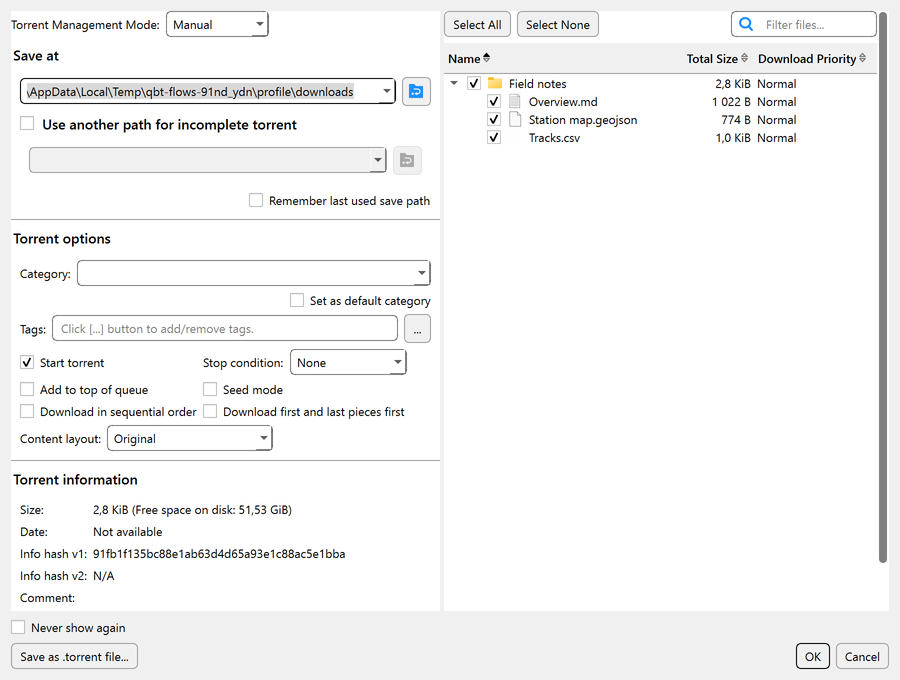 Torrent Management Mode: Manual
Save at
\AppData\Local\Temp\qbt-flows-91nd_ydn\profile\downloads
Use another path for incomplete torrent
Remember last used save path
Torrent options
Category:
Set as default category
Tags: Click [...] button to add/remove tags. ...
Start torrent Stop condition: None
Add to top of queue Seed mode
Download in sequential order Download first and last pieces first
Content layout: Original
Torrent information
Size: 2,8 KiB (Free space on disk: 51,53 GiB)
Date: Not available
Info hash v1: 91fb1f135bc88e1ab63d4d65a93e1c88ac5e1bba
Info hash v2: N/A
Comment:
Select All Select None Filter files...
Name Total Size Download Priority
Field notes 2,8 KiB Normal
Overview.md 1 022 B Normal
Station map.geojson 774 B Normal
Tracks.csv 1,0 KiB Normal
Never show again
Save as .torrent file... OK Cancel